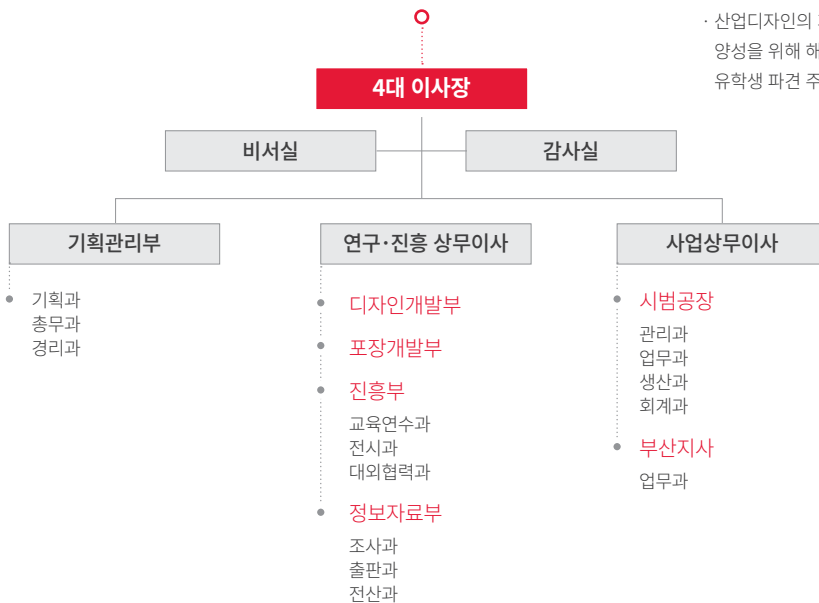 · 산업디자인의
양성을 위해 해
유학생 파견 주
4대 이사장
비서실
감사실
기획관리부
연구·진흥 상무이사
사업상무이사
기획과
총무과
경리과
디자인개발부
포장개발부
진흥부
교육연수과
전시과
대외협력과
정보자료부
조사과
출판과
전산과
시범공장
관리과
업무과
생산과
회계과
부산지사
업무과